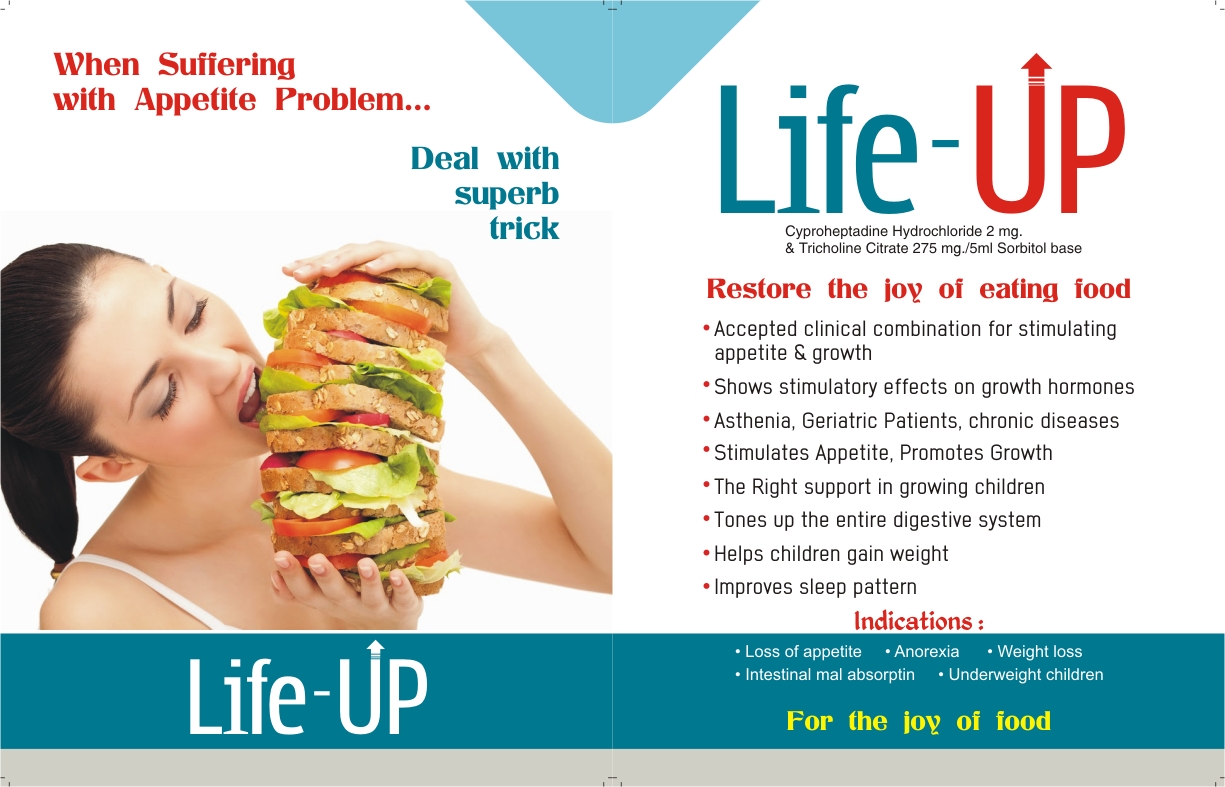 When Suffering
with Appetite Problem...
Deal with
superb
trick
Life-UP
Life-UP
Cyproheptadine Hydrochloride 2 mg.
& Tricholine Citrate 275 mg./5ml Sorbitol base
Restore the joy of eating food
• Accepted clinical combination for stimulating
appetite & growth
• Shows stimulatory effects on growth hormones
• Asthenia, Geriatric Patients, chronic diseases
• Stimulates Appetite, Promotes Growth
• The Right support in growing children
• Tones up the entire digestive system
• Helps children gain weight
• Improves sleep pattern
Indications :
• Loss of appetite • Anorexia • Weight loss
• Intestinal mal absorptin • Underweight children
For the joy of food